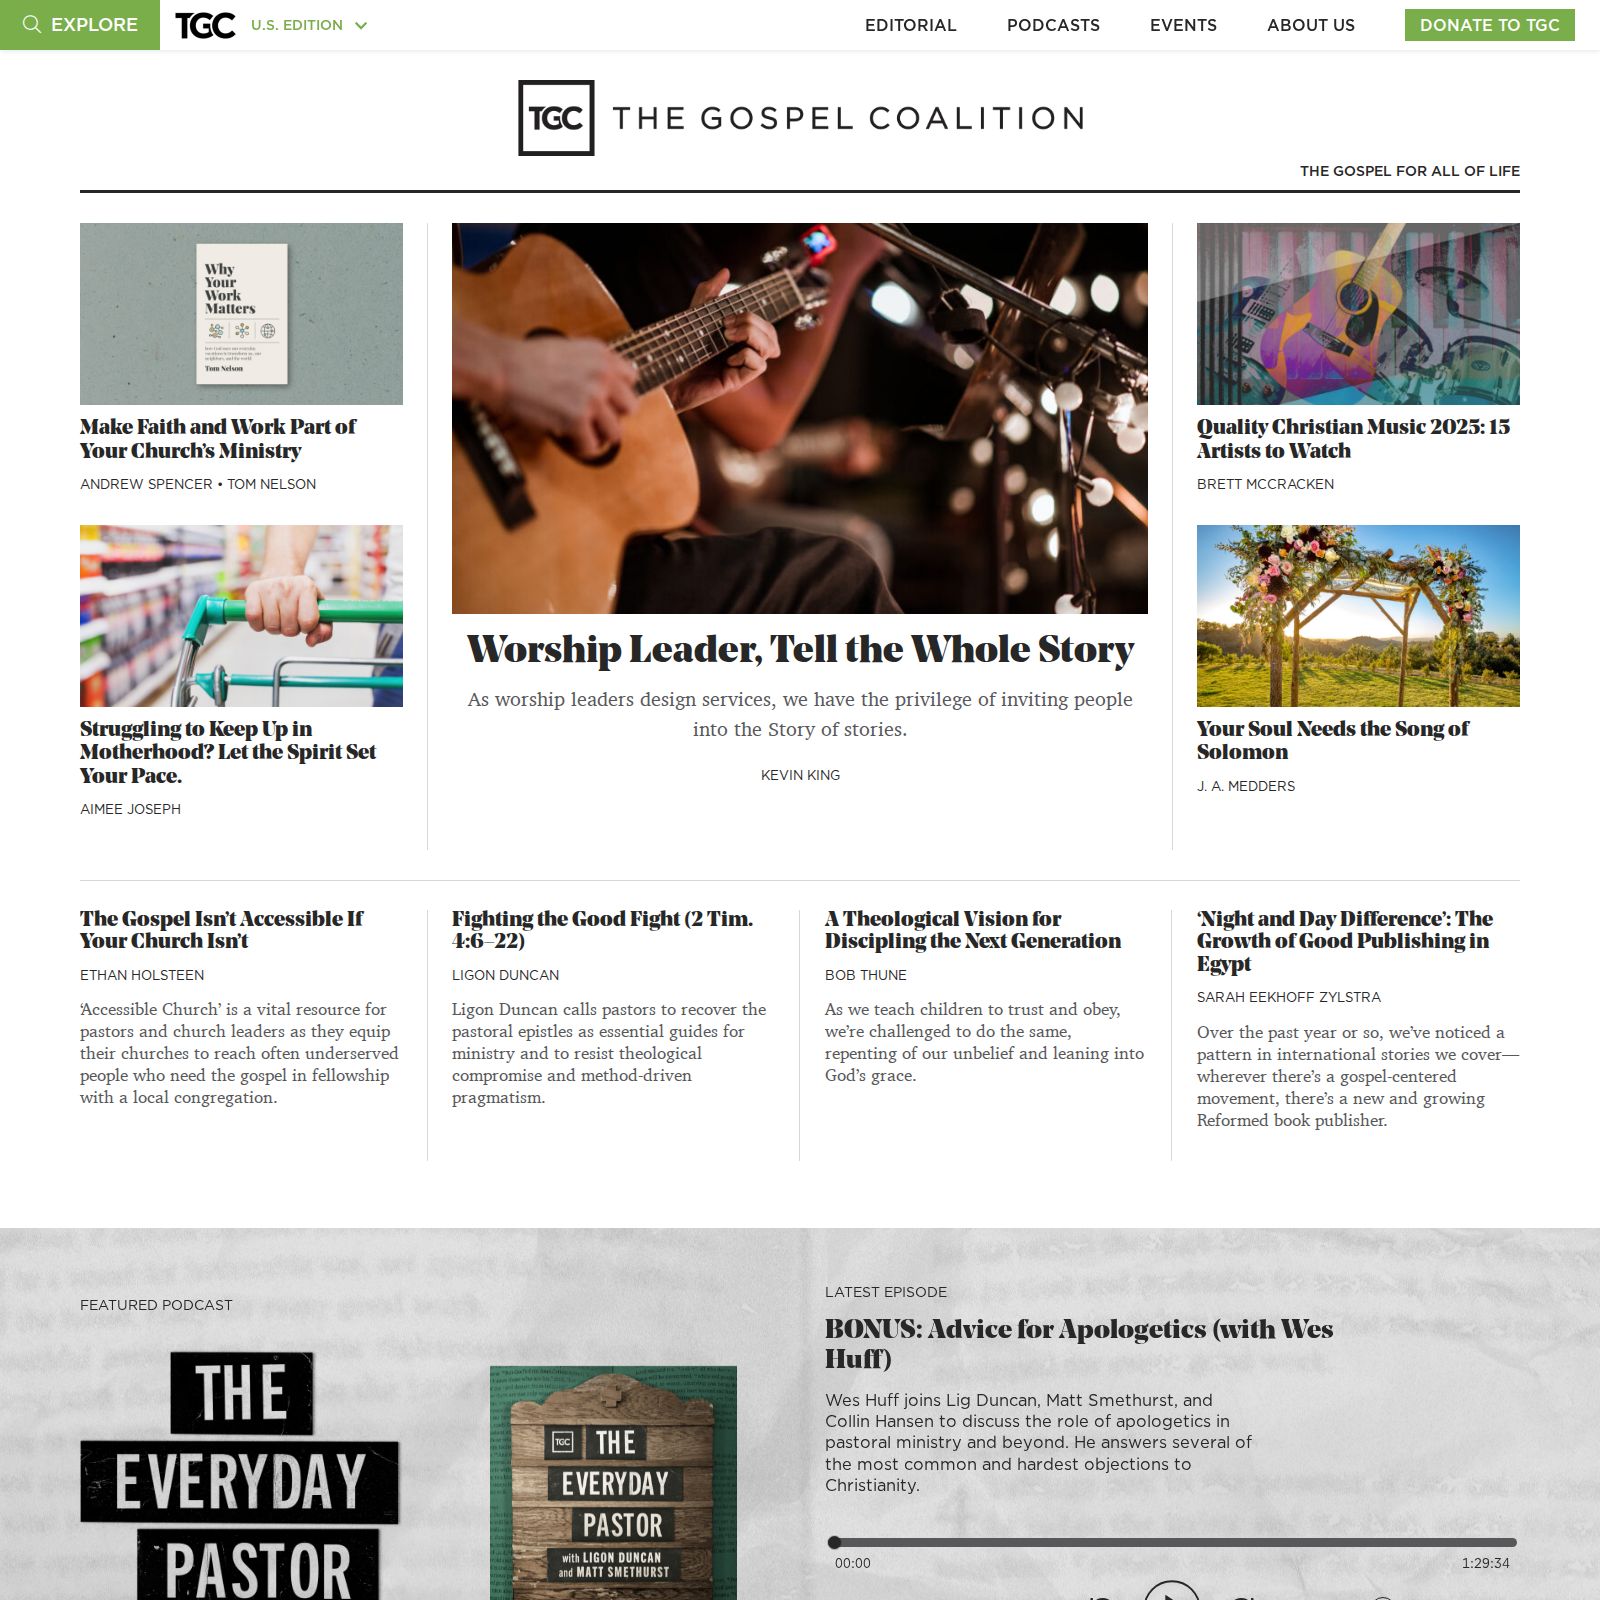 EXPLORE
TGC
U.S. EDITION
EDITORIAL
PODCASTS
EVENTS
ABOUT US
DONATE TO TGC
TGC THE GOSPEL COALITION
THE GOSPEL FOR ALL OF LIFE
Why
Your
Work
Matters
Tom Nelson
Make Faith and Work Part of
Your Church’s Ministry
ANDREW SPENCER • TOM NELSON
Struggling to Keep Up in
Motherhood? Let the Spirit Set
Your Pace.
AIMEE JOSEPH
Worship Leader, Tell the Whole Story
As worship leaders design services, we have the privilege of inviting people
into the Story of stories.
KEVIN KING
Quality Christian Music 2025: 15
Artists to Watch
BRETT MCCRACKEN
Your Soul Needs the Song of
Solomon
J. A. MEDDERS
The Gospel Isn’t Accessible If
Your Church Isn’t
ETHAN HOLSTEEN
‘Accessible Church’ is a vital resource for
pastors and church leaders as they equip
their churches to reach often underserved
people who need the gospel in fellowship
with a local congregation.
Fighting the Good Fight (2 Tim.
4:6–22)
LIGON DUNCAN
Ligon Duncan calls pastors to recover the
pastoral epistles as essential guides for
ministry and to resist theological
compromise and method-driven
pragmatism.
A Theological Vision for
Discipling the Next Generation
BOB THUNE
As we teach children to trust and obey,
we’re challenged to do the same,
repenting of our unbelief and leaning into
God’s grace.
‘Night and Day Difference’: The
Growth of Good Publishing in
Egypt
SARAH EEKHOFF ZYLSTRA
Over the past year or so, we’ve noticed a
pattern in international stories we cover—
wherever there’s a gospel-centered
movement, there’s a new and growing
Reformed book publisher.
FEATURED PODCAST
THE
EVERYDAY
PASTOR
TGC THE
EVERYDAY
PASTOR
with LIGON DUNCAN
and MATT SMETHURST
LATEST EPISODE
BONUS: Advice for Apologetics (with Wes
Huff)
Wes Huff joins Lig Duncan, Matt Smethurst, and
Collin Hansen to discuss the role of apologetics in
pastoral ministry and beyond. He answers several of
the most common and hardest objections to
Christianity.
00:00
1:29:34